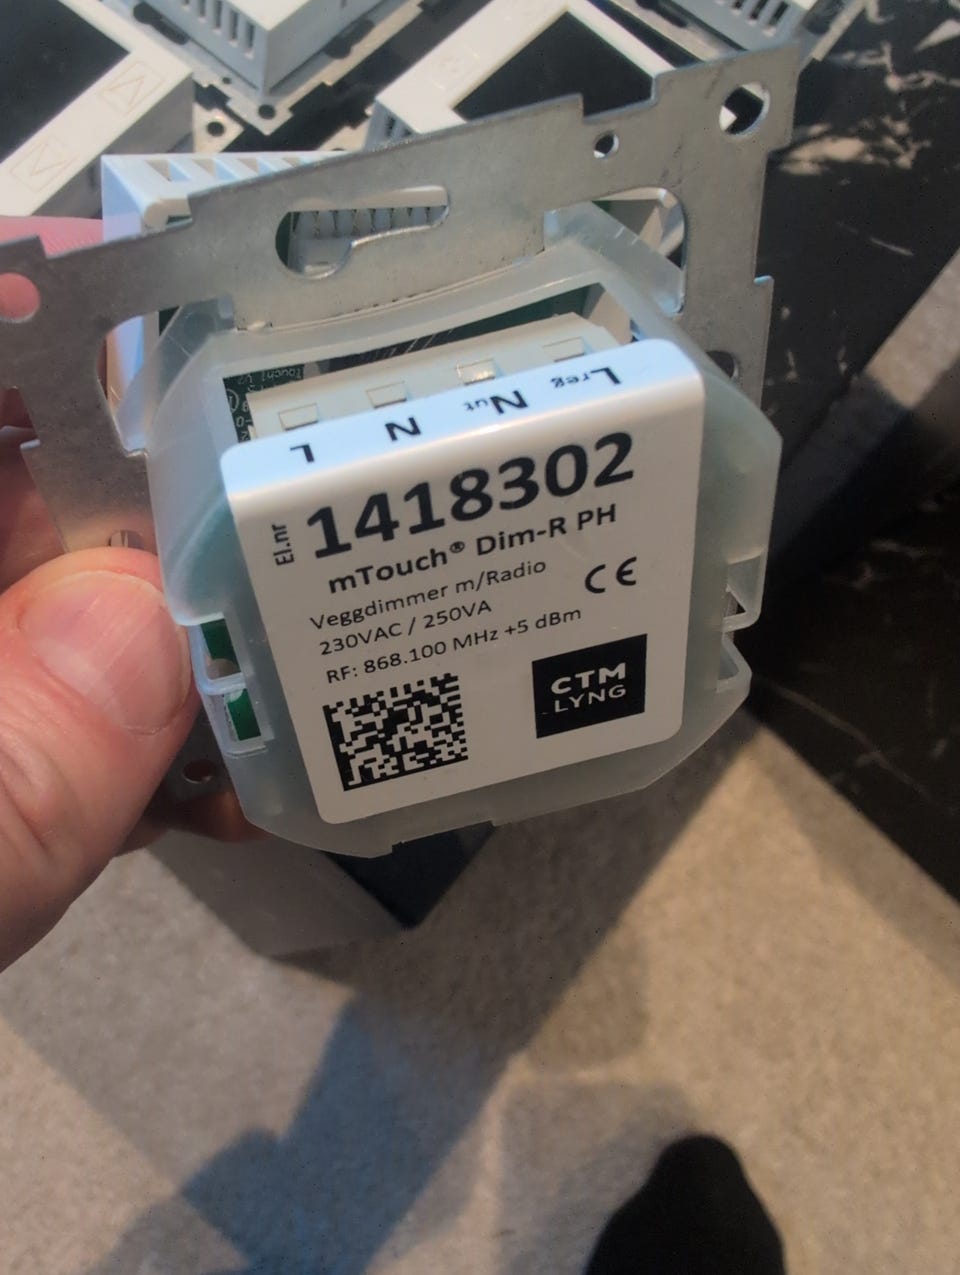 L N Nut Lreg
El.nr 1418302
mTouch® Dim-R PH
Veggdimmer m/Radio
230VAC / 250VA
RF: 868.100 MHz +5 dBm
CE
CTM
LYNG